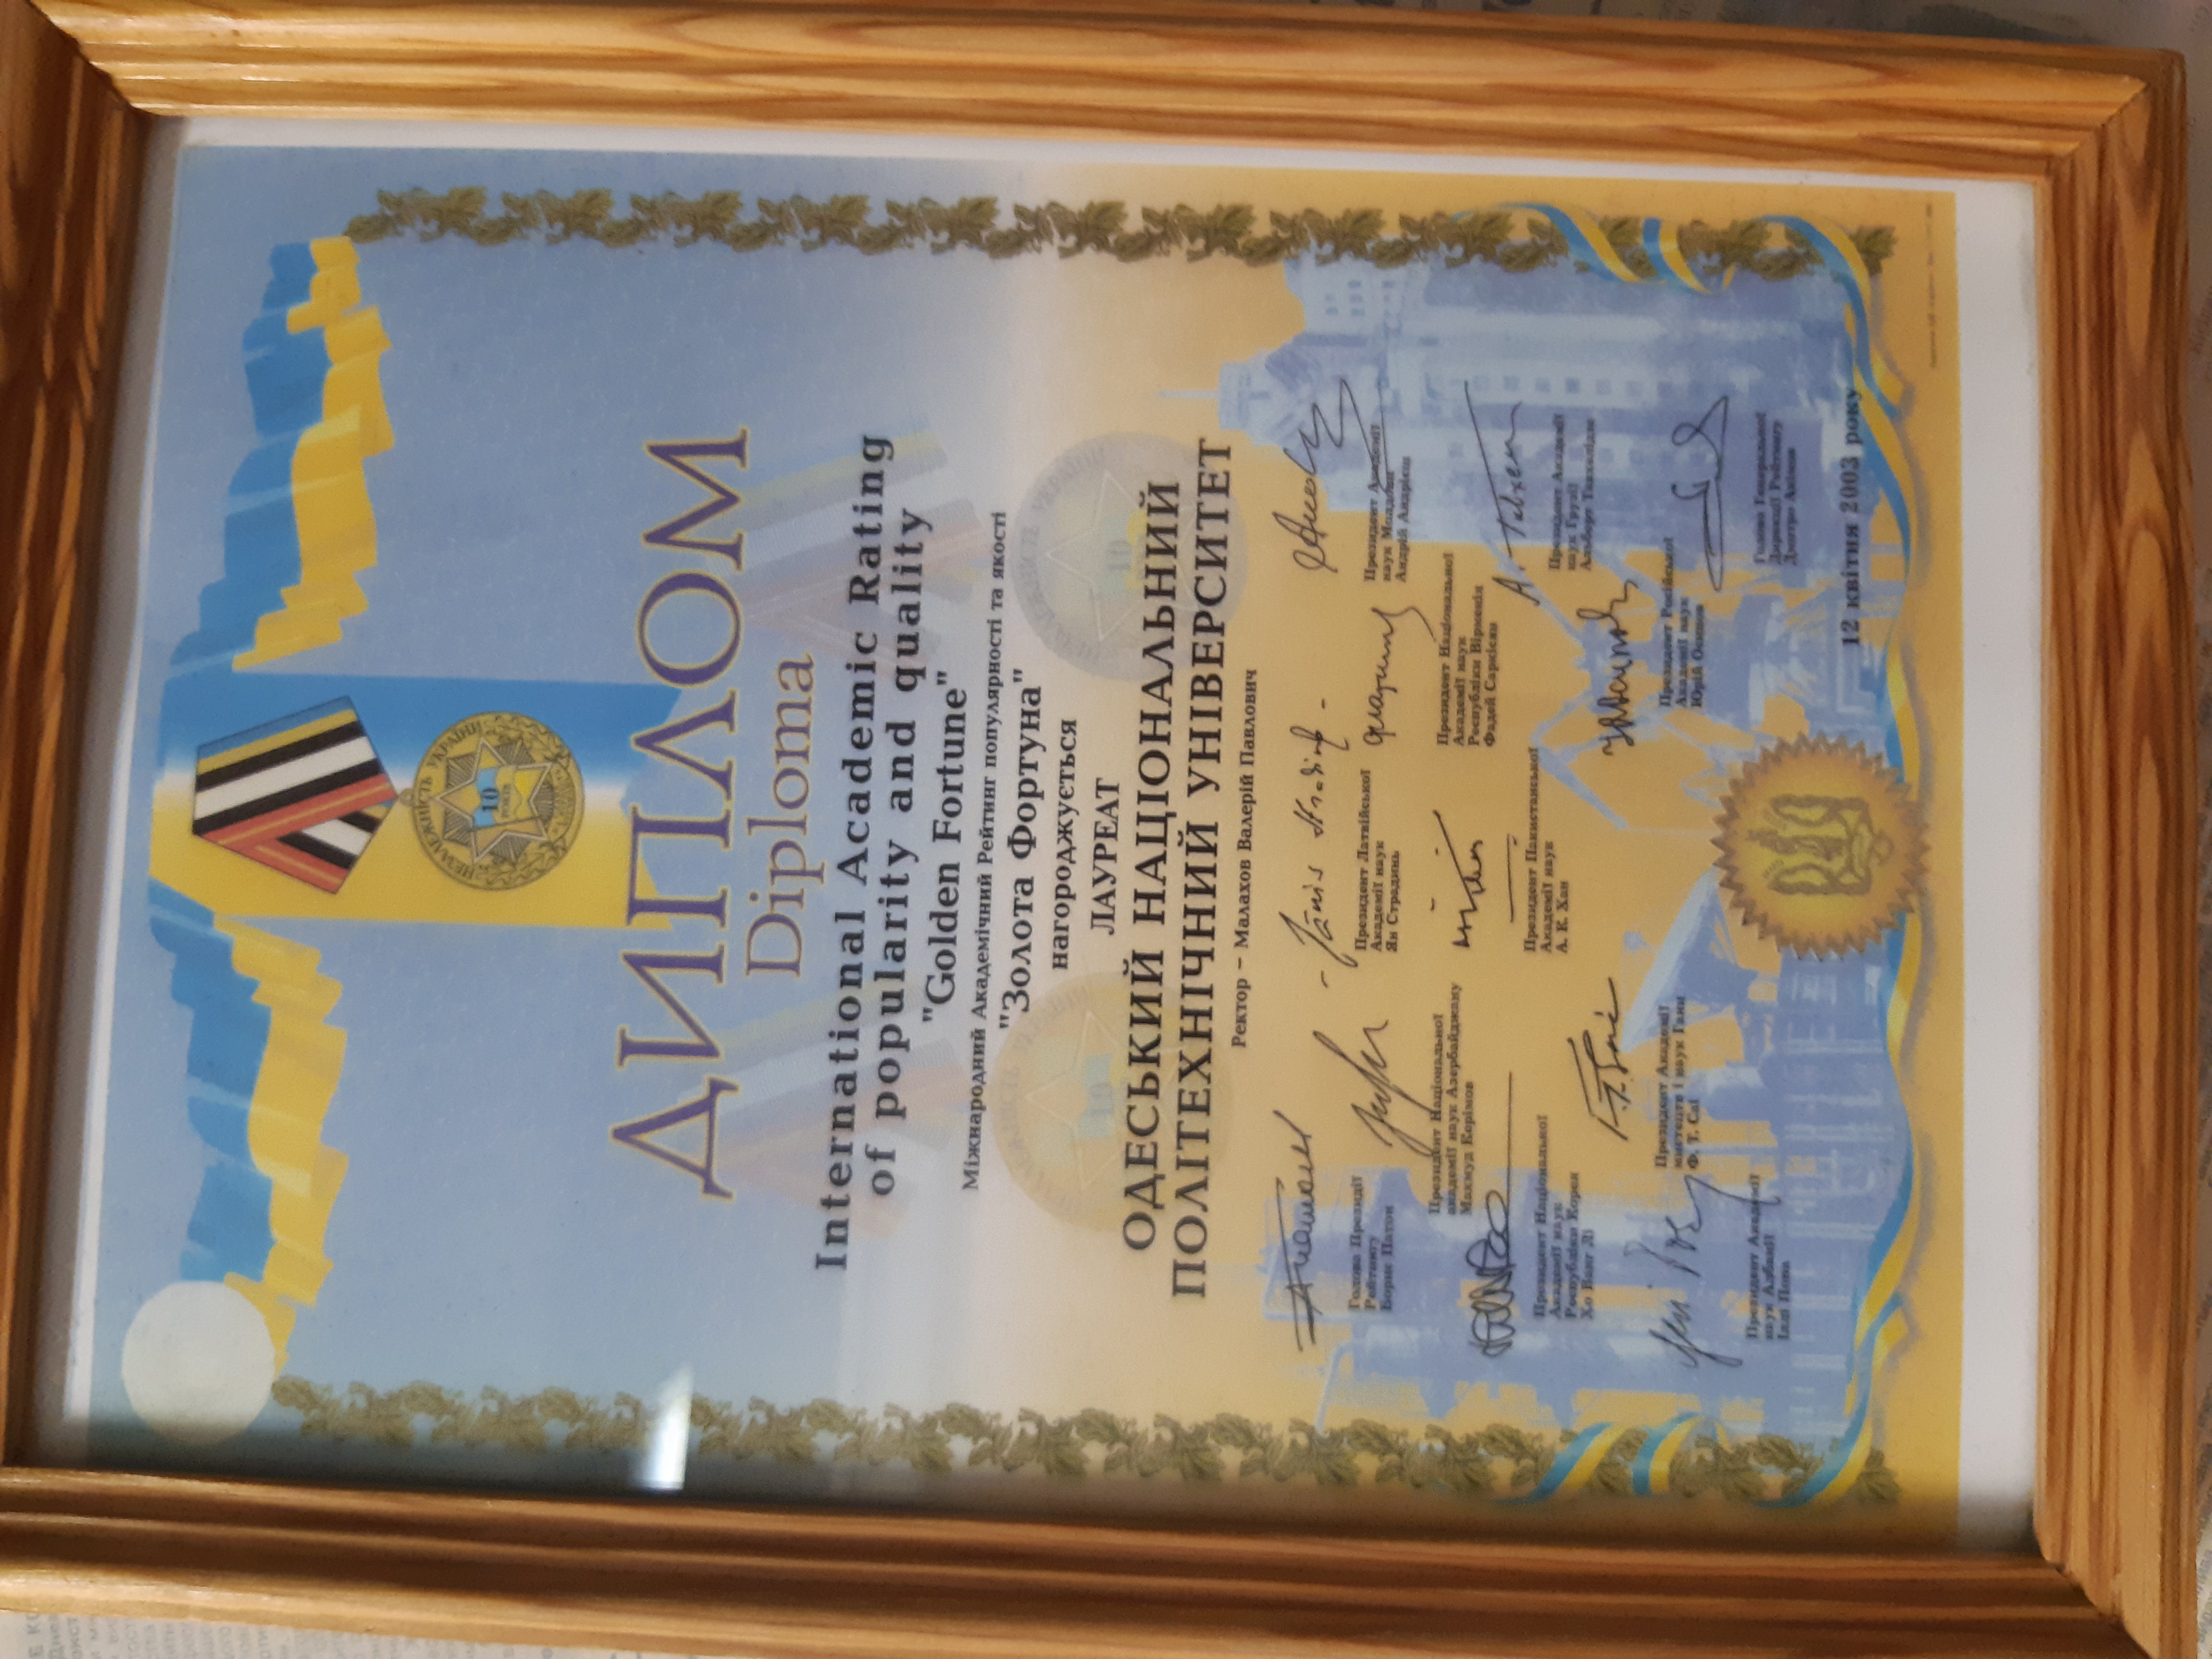 НЕЗАЛЕЖНІСТЬ УКРАЇНИ
10
РОКІВ
ДИПЛОМ
Diploma
International Academic Rating
of popularity and quality
"Golden Fortune"
Міжнародний Академічний Рейтинг популярності та якості
"Золота Фортуна"
нагороджується
ЛАУРЕАТ
ОДЕСЬКИЙ НАЦІОНАЛЬНИЙ
ПОЛІТЕХНІЧНИЙ УНІВЕРСИТЕТ
Ректор – Малахов Валерій Павлович
Голова Президії
Рейтингу
Борис Патон
Президент Латвійської
Академії наук
Ян Страдинь
Президент Академії
наук Молдови
Андрій Андрієш
Президент Національної
академії наук Азербайджану
Махмуд Керімов
Президент Національної
Академії наук
Республіки Вірменія
Фадей Саркісян
Президент Національної
Академії наук
Республіки Корея
Хо Ванг Лі
Президент Пакистанської
Академії наук
А. К. Хан
Президент Академії
наук Грузії
Альберт Тавхелідзе
Президент Академії
мистецтв і наук Гани
Ф. Т. Саї
Президент Російської
Академії наук
Юрій Осипов
Президент Академії
наук Албанії
Іллі Попа
Голова Генеральної
Дирекції Рейтингу
Дмитро Акімов
12 квітня 2003 року